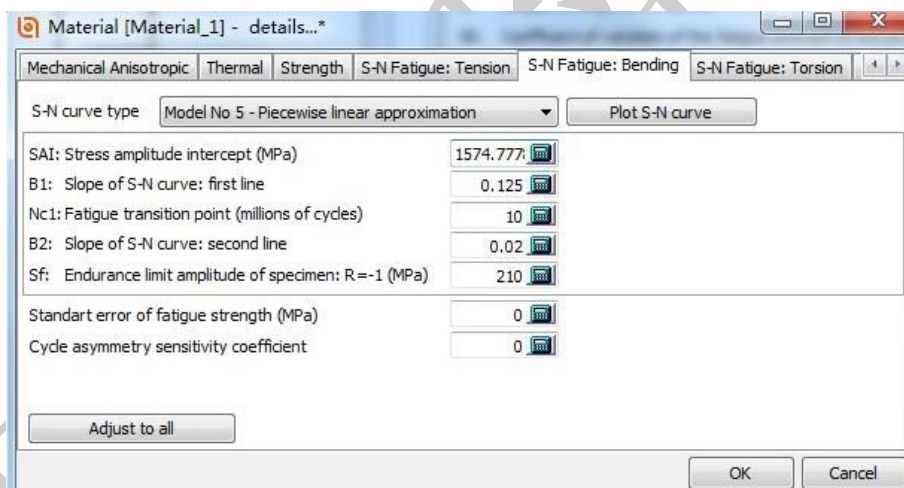 Material [Material_1] - details...*
Mechanical Anisotropic Thermal Strength S-N Fatigue: Tension S-N Fatigue: Bending S-N Fatigue: Torsion
S-N curve type Model No 5 - Piecewise linear approximation Plot S-N curve
SAI: Stress amplitude intercept (MPa) 1574.777
B1: Slope of S-N curve: first line 0.125
Nc1: Fatigue transition point (millions of cycles) 10
B2: Slope of S-N curve: second line 0.02
Sf: Endurance limit amplitude of specimen: R=-1 (MPa) 210
Standart error of fatigue strength (MPa) 0
Cycle asymmetry sensitivity coefficient 0
Adjust to all
OK Cancel